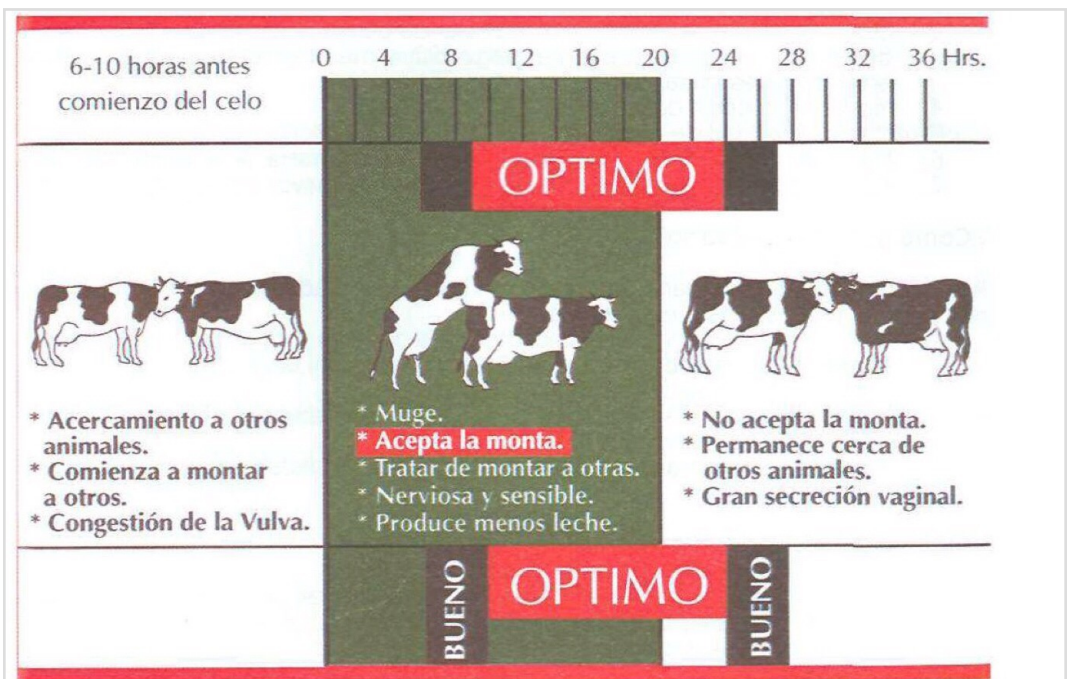 6-10 horas antes
comienzo del celo
0 4 8 12 16 20 24 28 32 36 Hrs.
OPTIMO
* Acercamiento a otros
animales.
* Comienza a montar
a otros.
* Congestión de la Vulva.
* Muge.
* Acepta la monta.
* Tratar de montar a otras.
* Nerviosa y sensible.
* Produce menos leche.
* No acepta la monta.
* Permanece cerca de
otros animales.
* Gran secreción vaginal.
BUENO
OPTIMO
BUENO